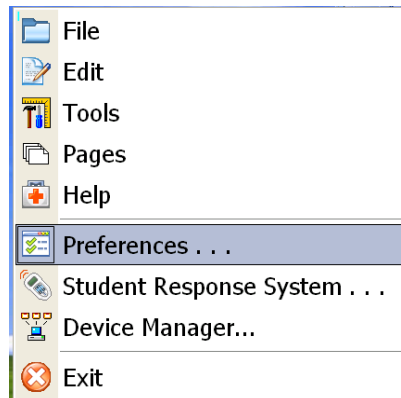 File
Edit
Tools
Pages
Help
Preferences . . .
Student Response System . . .
Device Manager...
Exit